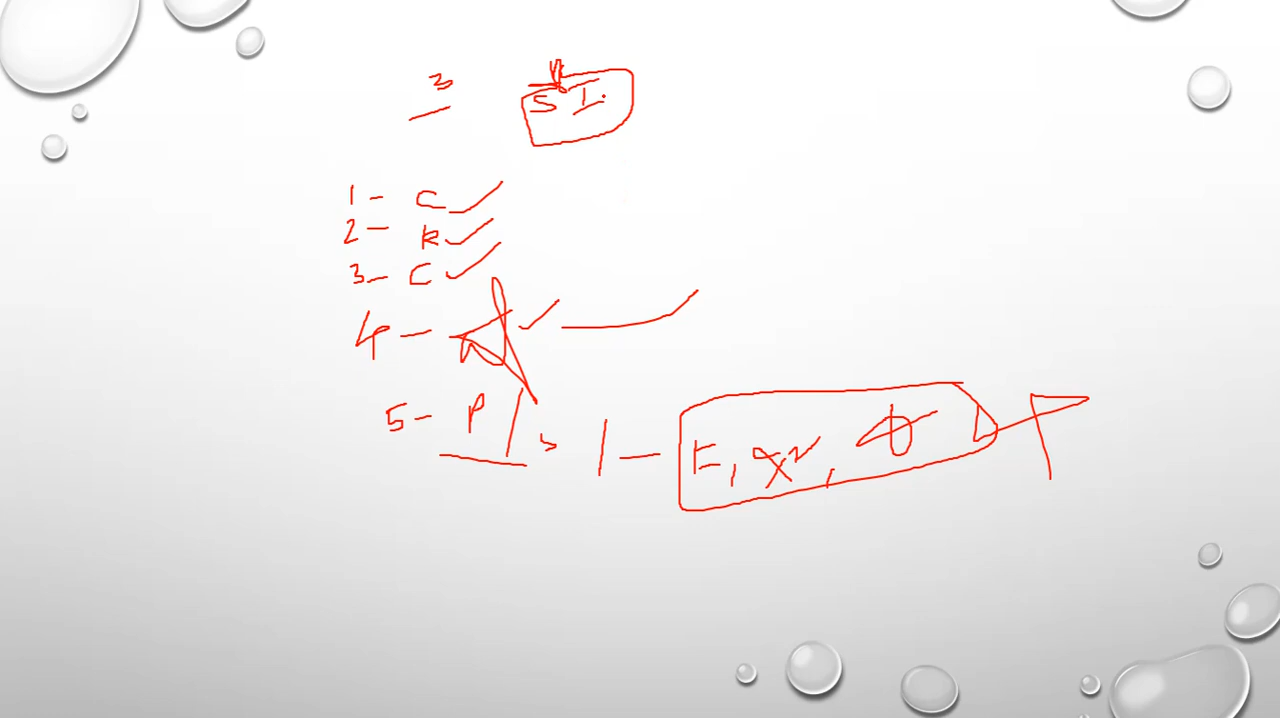 3 S I.
1 - C ✓
2 - R ✓
3 - C ✓
4 - ✓
5 - P
1 - E, x²,